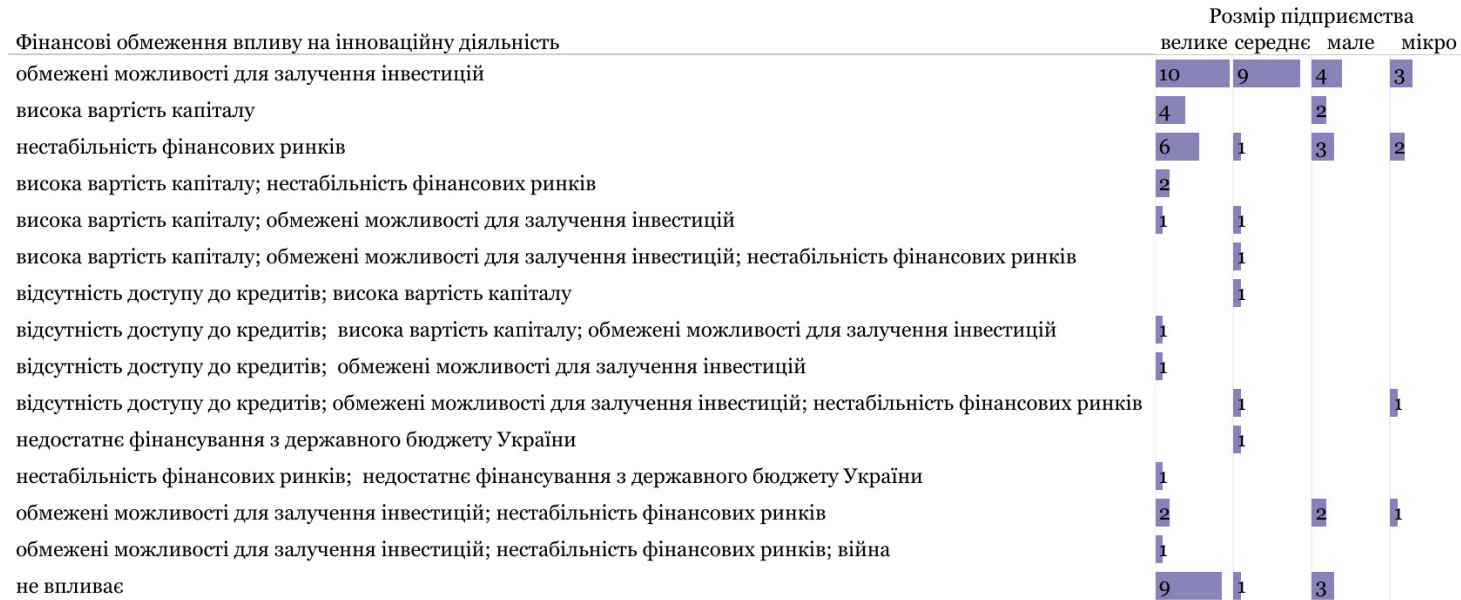 Розмір підприємства
Фінансові обмеження впливу на інноваційну діяльність велике середнє мале мікро
обмежені можливості для залучення інвестицій 10 9 4 3
висока вартість капіталу 4 2
нестабільність фінансових ринків 6 1 3 2
висока вартість капіталу; нестабільність фінансових ринків 2
висока вартість капіталу; обмежені можливості для залучення інвестицій 1 1
висока вартість капіталу; обмежені можливості для залучення інвестицій; нестабільність фінансових ринків 1
відсутність доступу до кредитів; висока вартість капіталу 1
відсутність доступу до кредитів; висока вартість капіталу; обмежені можливості для залучення інвестицій 1
відсутність доступу до кредитів; обмежені можливості для залучення інвестицій 1
відсутність доступу до кредитів; обмежені можливості для залучення інвестицій; нестабільність фінансових ринків 1 1
недостатнє фінансування з державного бюджету України 1
нестабільність фінансових ринків; недостатнє фінансування з державного бюджету України 1
обмежені можливості для залучення інвестицій; нестабільність фінансових ринків 2 2 1
обмежені можливості для залучення інвестицій; нестабільність фінансових ринків; війна 1
не впливає 9 1 3